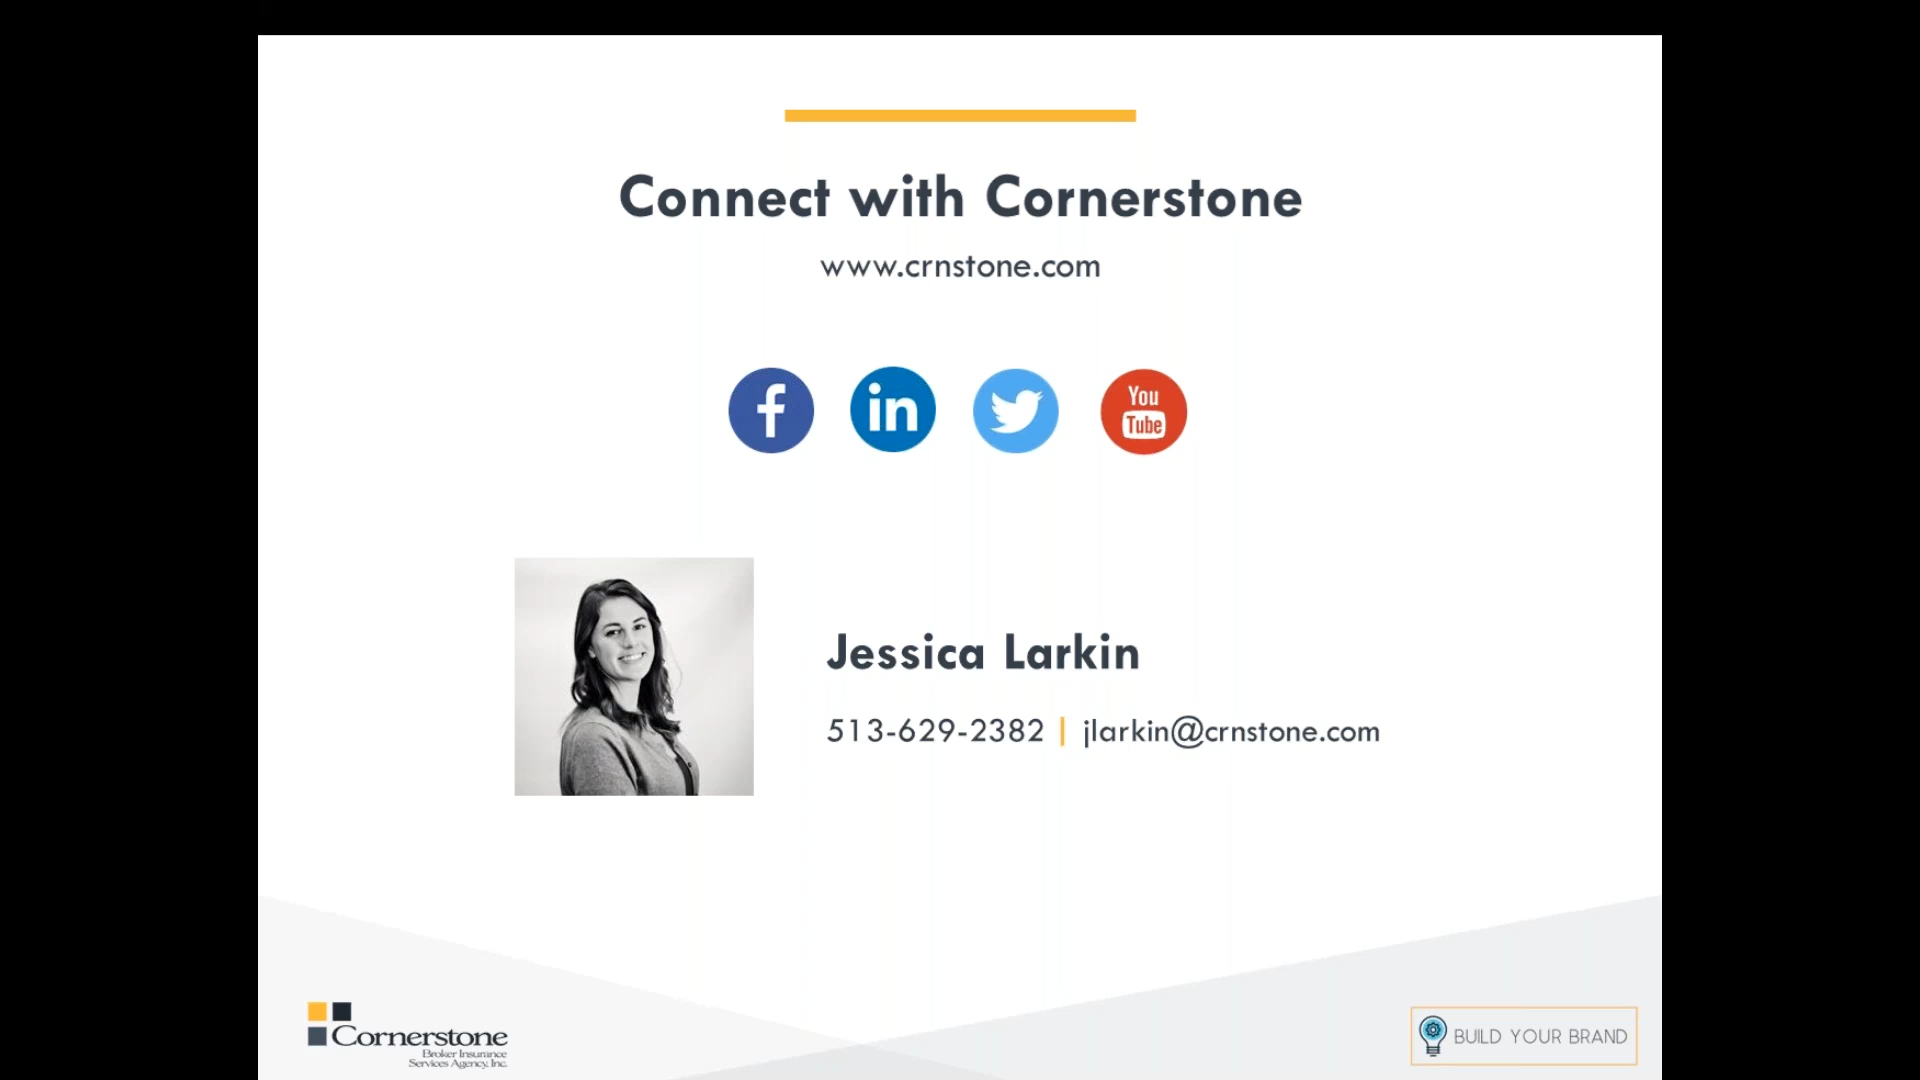 Connect with Cornerstone
www.crnstone.com
f
in
You
Tube
Jessica Larkin
513-629-2382 | jlarkin@crnstone.com
Cornerstone
Broker Insurance
Services Agency, Inc.
BUILD YOUR BRAND